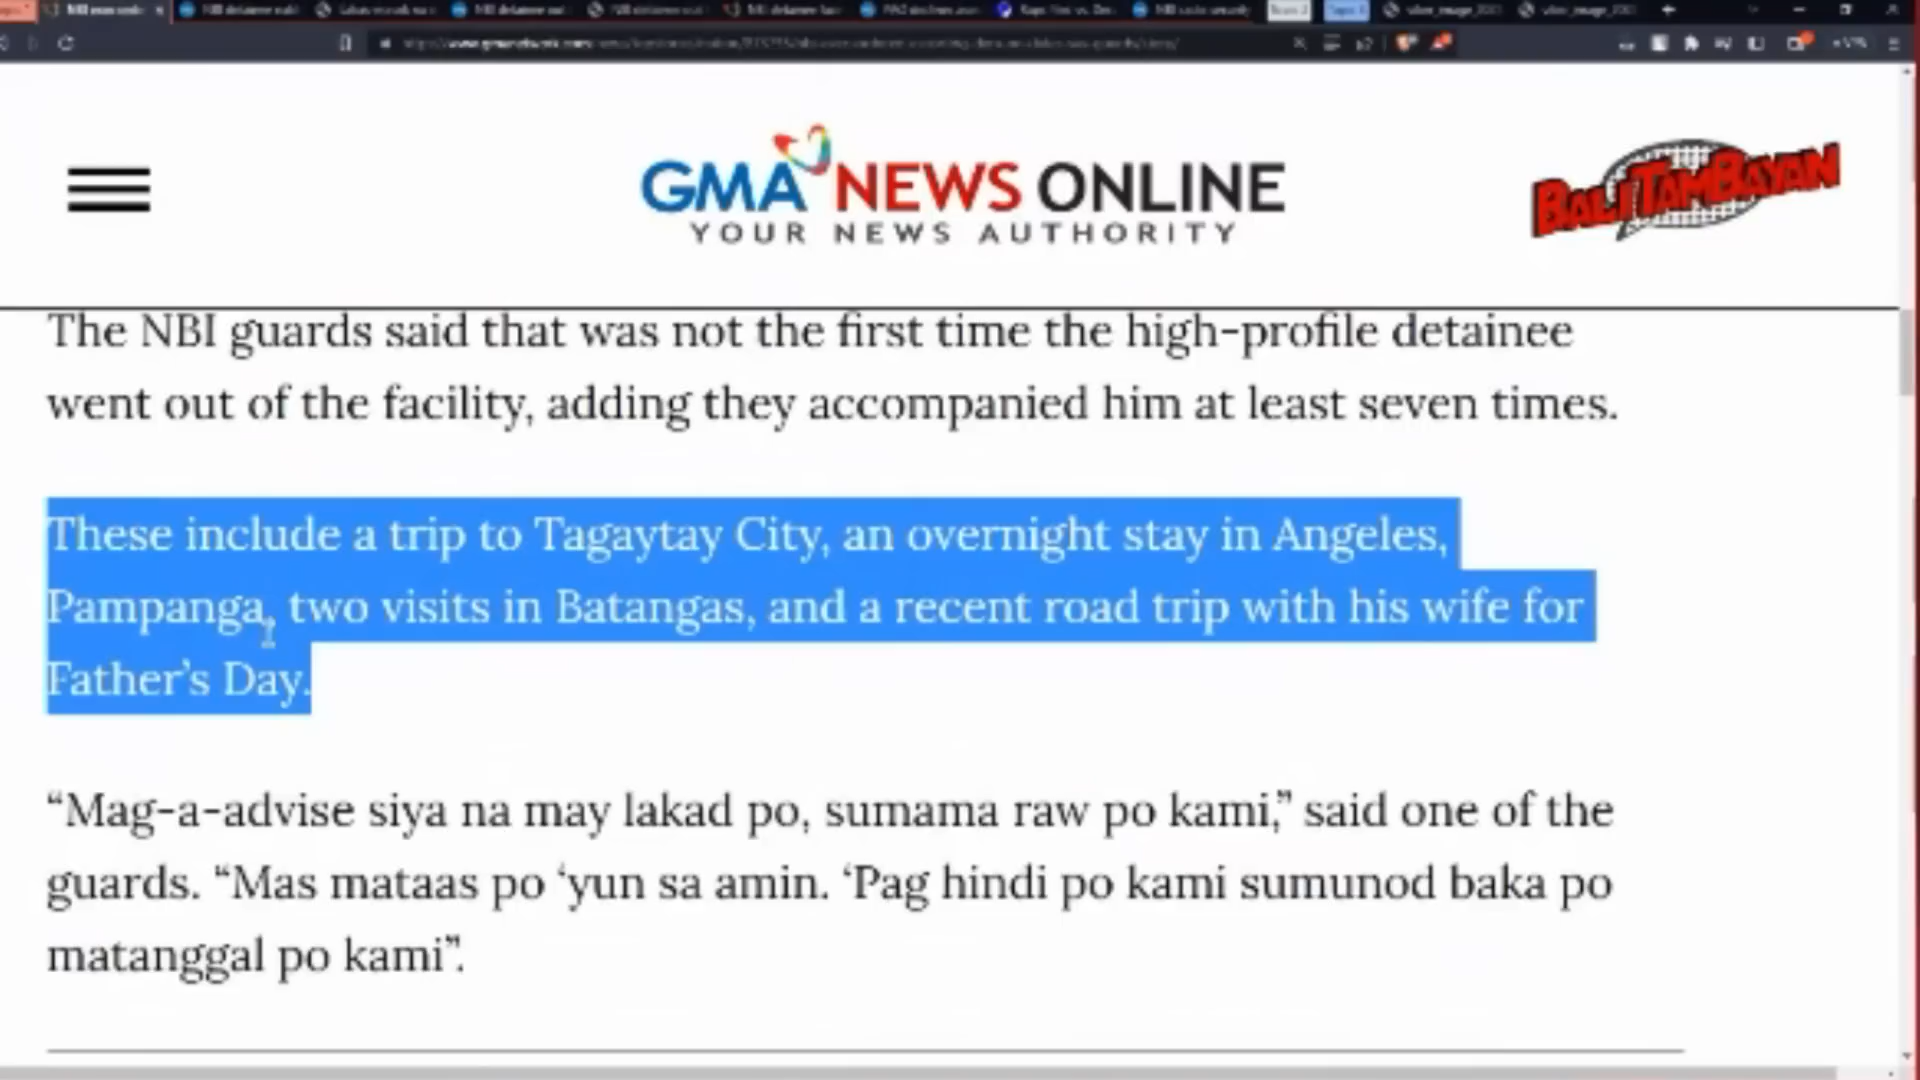 GMA NEWS ONLINE
YOUR NEWS AUTHORITY
BALITAMBAYAN
The NBI guards said that was not the first time the high-profile detainee
went out of the facility, adding they accompanied him at least seven times.
These include a trip to Tagaytay City, an overnight stay in Angeles,
Pampanga, two visits in Batangas, and a recent road trip with his wife for
Father’s Day.
“Mag-a-advise siya na may lakad po, sumama raw po kami,” said one of the
guards. “Mas mataas po ‘yun sa amin. ‘Pag hindi po kami sumunod baka po
matanggal po kami”.